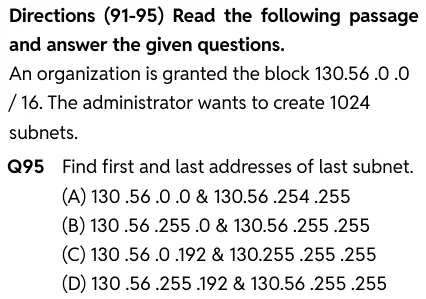 Directions (91-95) Read the following passage
and answer the given questions.
An organization is granted the block 130.56 .0 .0
/ 16. The administrator wants to create 1024
subnets.
Q95 Find first and last addresses of last subnet.
(A) 130 .56 .0 .0 & 130.56 .254 .255
(B) 130 .56 .255 .0 & 130.56 .255 .255
(C) 130 .56 .0 .192 & 130.255 .255 .255
(D) 130 .56 .255 .192 & 130.56 .255 .255